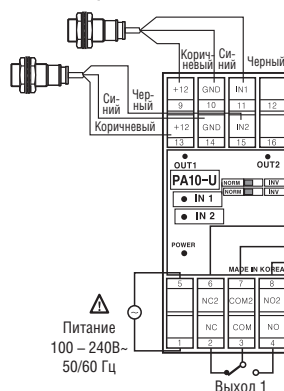 Корич-
невый
Си-
ний
Черный
Си-
ний
Чер-
ный
Коричневый
+12 GND IN1
9 10 11 12
+12 GND IN2
13 14 15 16
OUT1 OUT2
PA10-U
NORM INV
NORM INV
IN 1
IN 2
POWER
MADE IN KOREA
5 6 7 8
NC2 COM2 NO2
NC COM NO
1 2 3 4
Питание
100 – 240В~
50/60 Гц
Выход 1